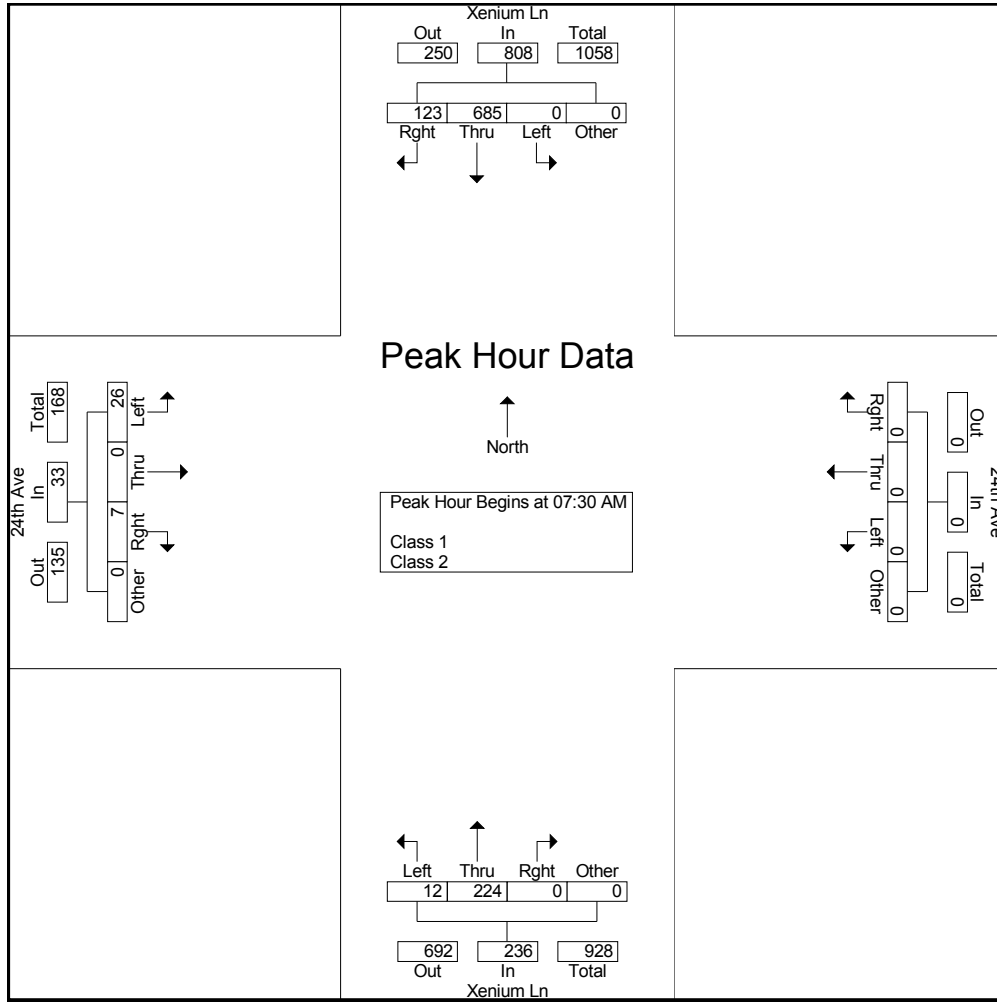 Xenium Ln
Out In Total
250 808 1058
123 685 0 0
Rght Thru Left Other
Peak Hour Data
North
Peak Hour Begins at 07:30 AM
Class 1
Class 2
24th Ave
Total In Out
168 33 135
26 0 7 0
Left Thru Rght Other
24th Ave
Out In Total
0 0 0
0 0 0 0
Rght Thru Left Other
Left Thru Rght Other
12 224 0 0
692 236 928
Out In Total
Xenium Ln